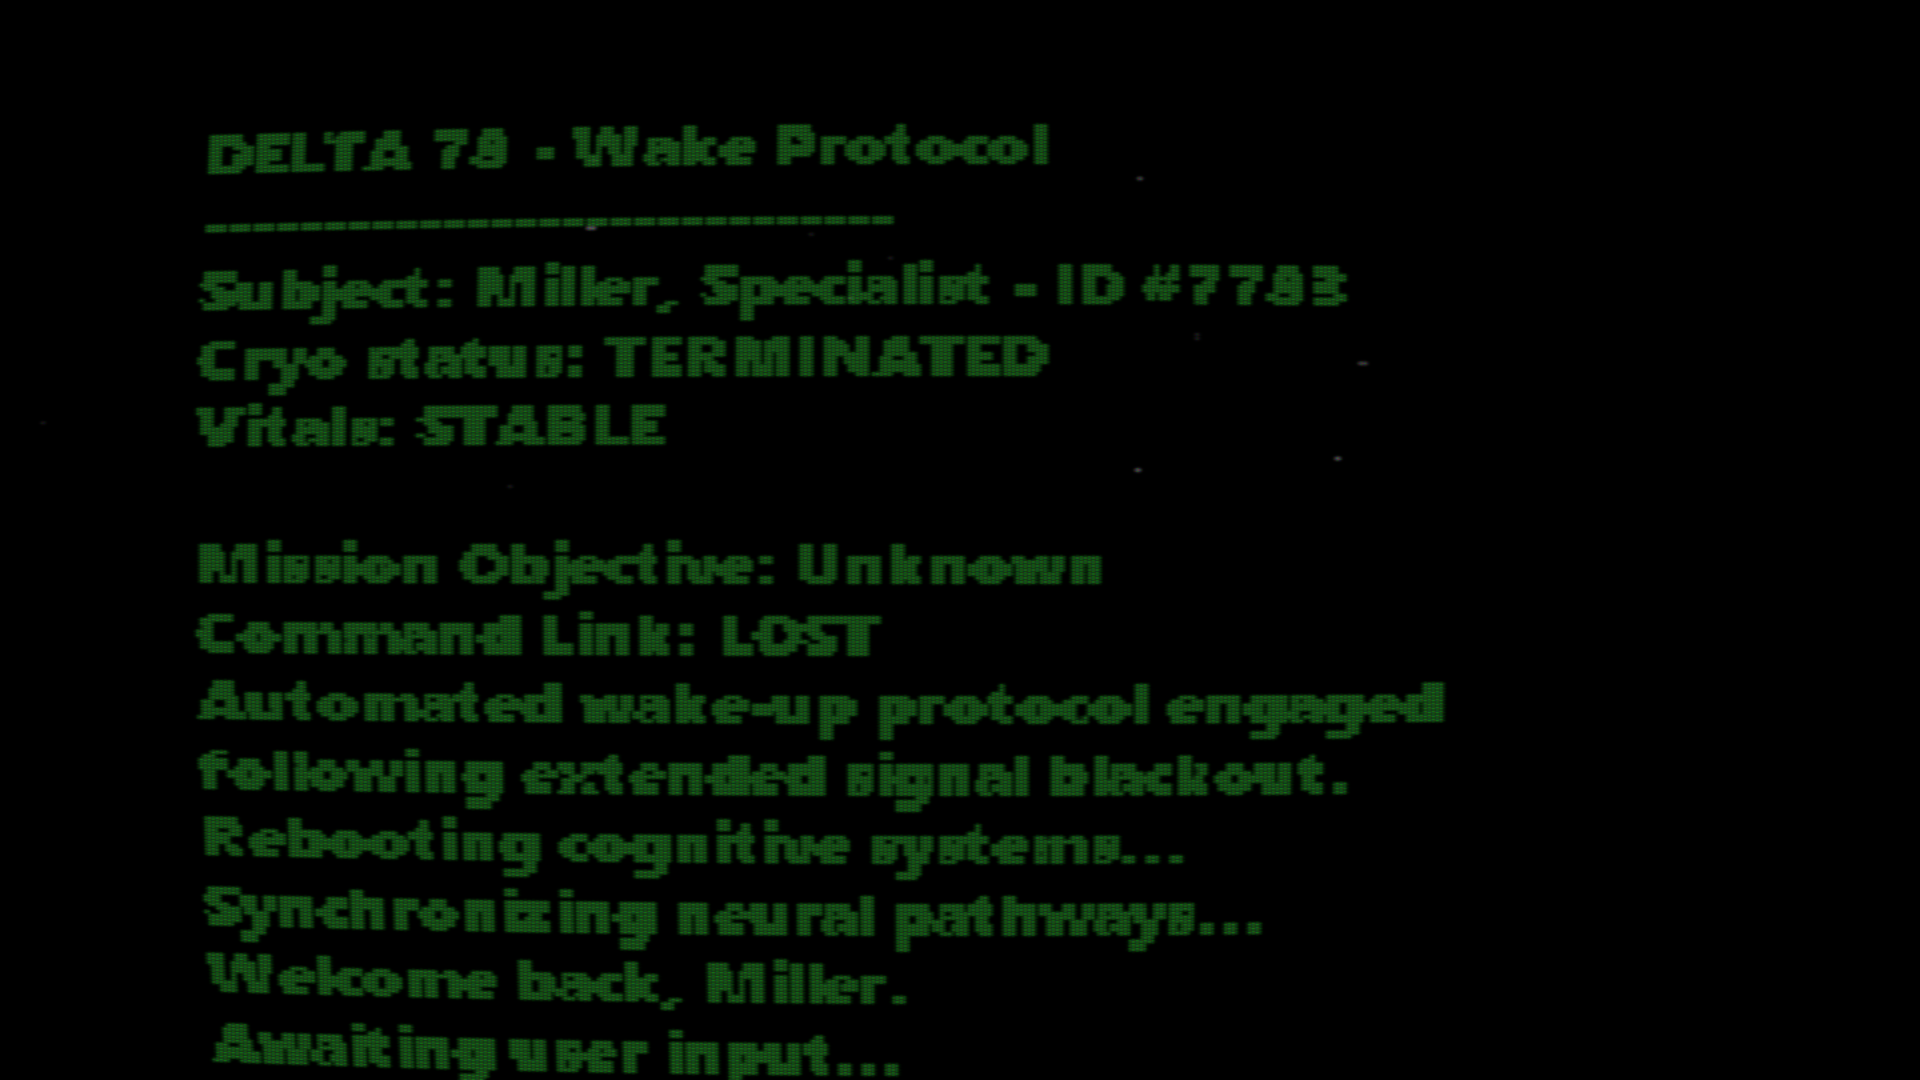 DELTA 78 - Wake Protocol
-----------------------------
Subject: Miller, Specialist - ID #7783
Cryo status: TERMINATED
Vitals: STABLE
Mission Objective: Unknown
Command Link: LOST
Automated wake-up protocol engaged
following extended signal blackout.
Rebooting cognitive systems...
Synchronizing neural pathways...
Welcome back, Miller.
Awaiting user input...